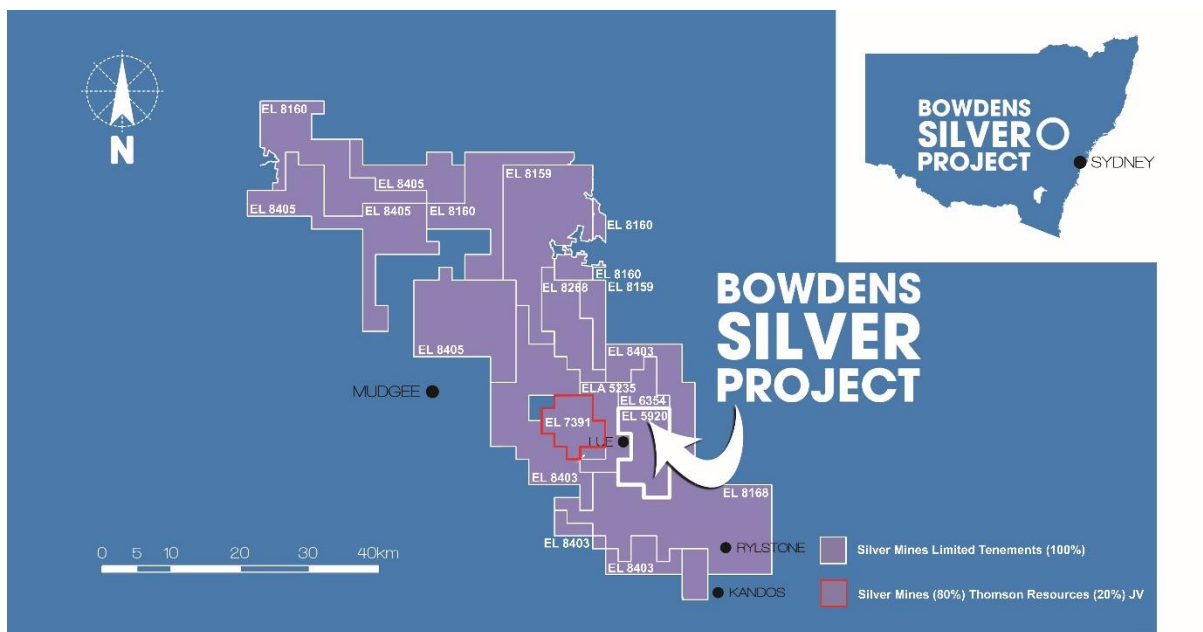 BOWDENS
SILVER
PROJECT
SYDNEY
N
EL 8160
EL 8405
EL 8159
EL 8405
EL 8405
EL 8160
EL 8160
EL 8160
EL 8268
EL 8159
BOWDENS
SILVER
PROJECT
EL 8405
EL 8403
MUDGEE
ELA 5235
EL 6354
EL 5920
EL 7391
LUE
EL 8403
EL 8168
EL 8403
RYLSTONE
EL 8403
KANDOS
0 5 10 20 30 40km
Silver Mines Limited Tenements (100%)
Silver Mines (80%) Thomson Resources (20%) JV